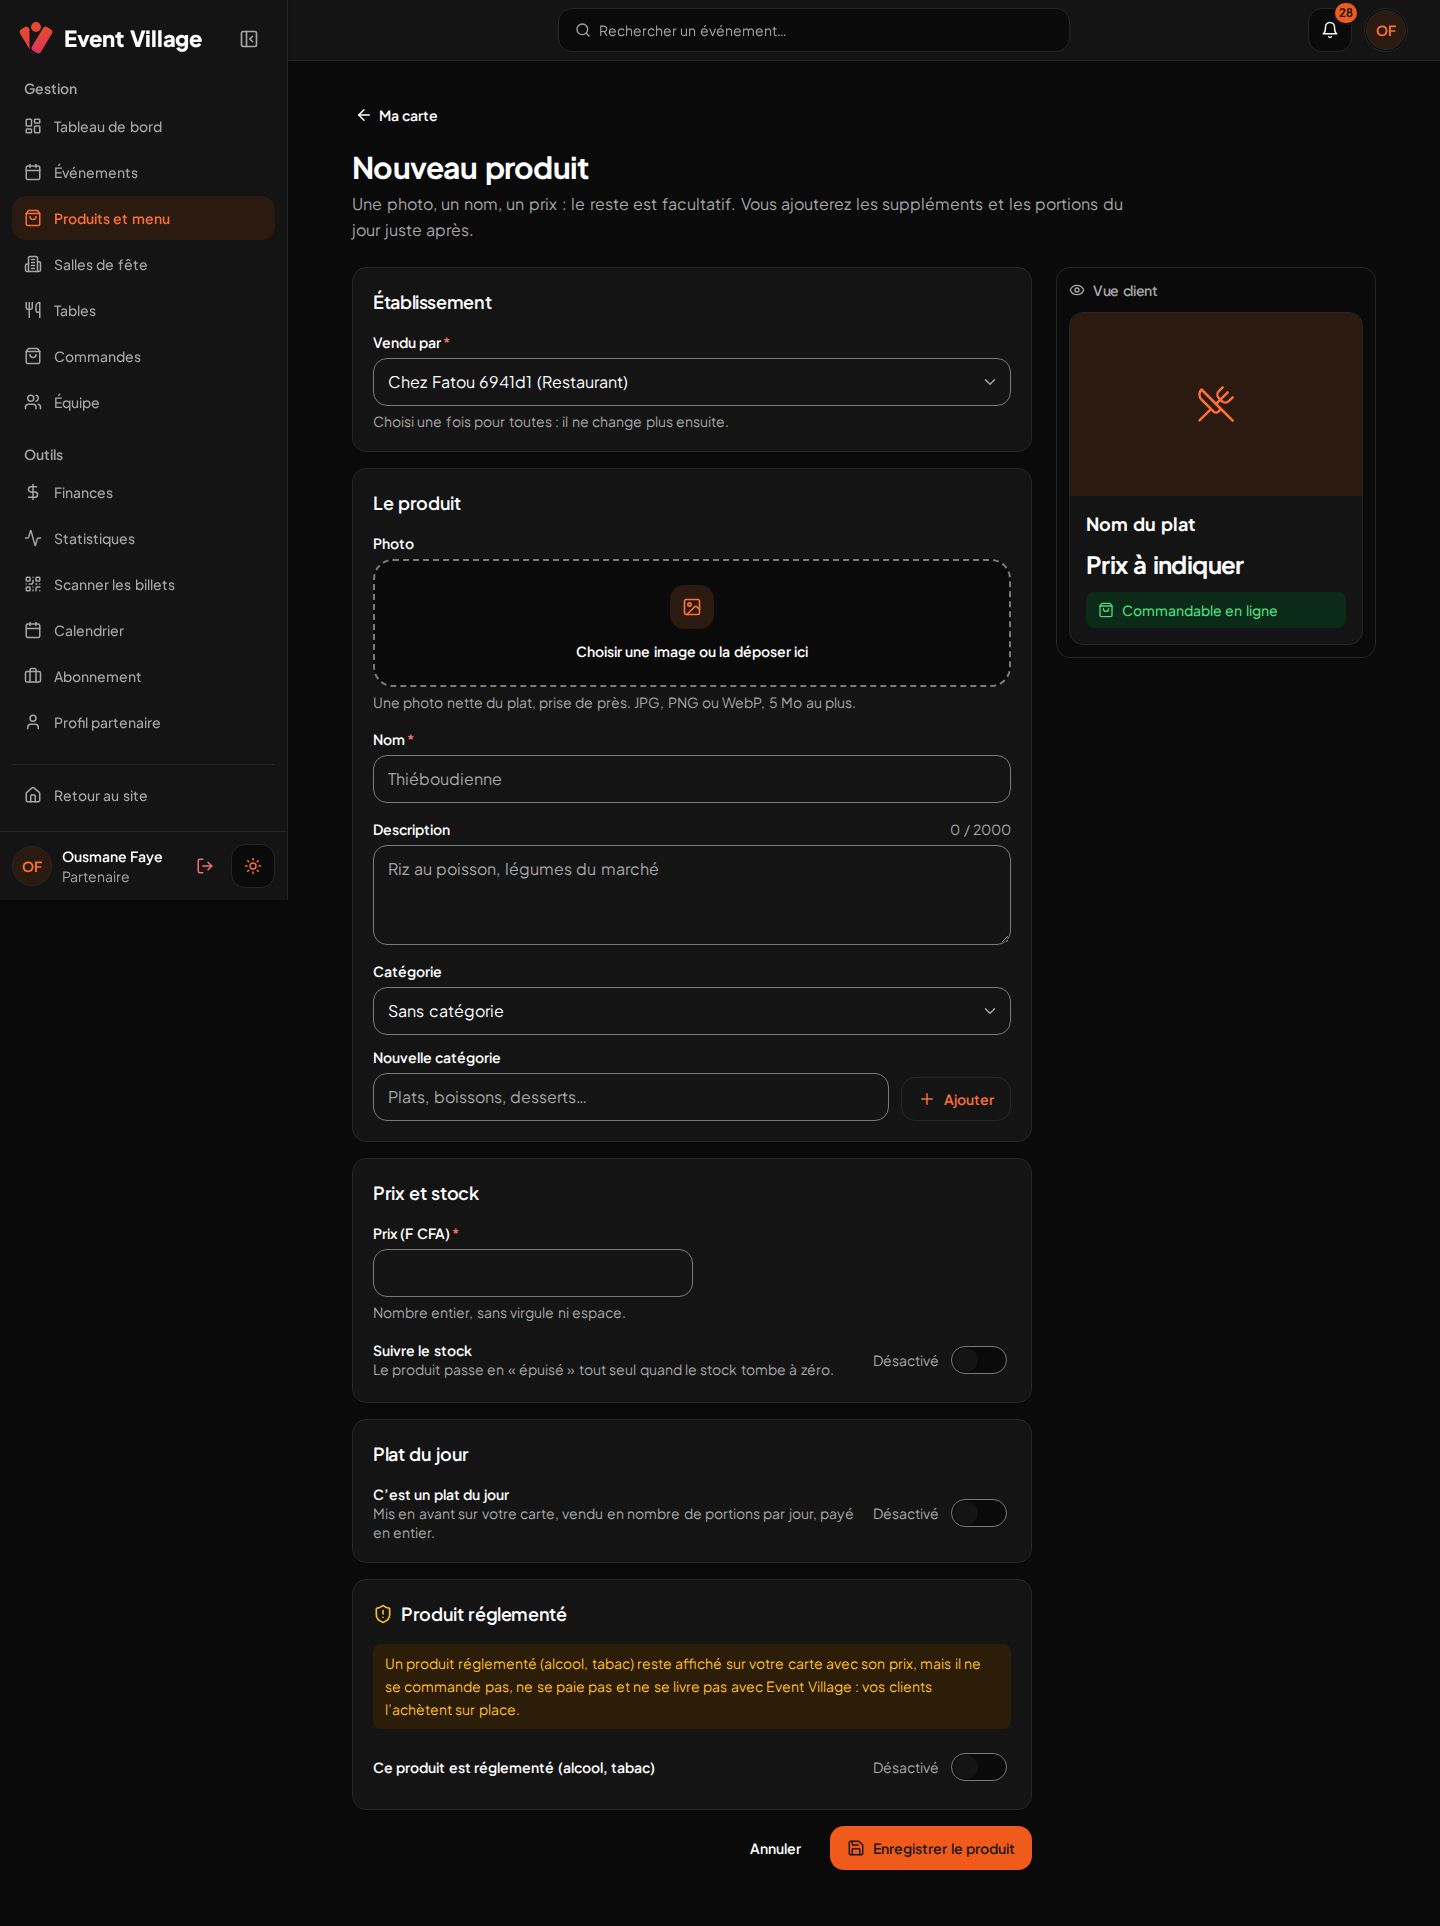 Event Village
Rechercher un événement...
28
OF
Gestion
Tableau de bord
Événements
Produits et menu
Salles de fête
Tables
Commandes
Équipe
Outils
Finances
Statistiques
Scanner les billets
Calendrier
Abonnement
Profil partenaire
Retour au site
OF
Ousmane Faye
Partenaire
Ma carte
Nouveau produit
Une photo, un nom, un prix : le reste est facultatif. Vous ajouterez les suppléments et les portions du
jour juste après.
Établissement
Vendu par *
Chez Fatou 6941d1 (Restaurant)
Choisi une fois pour toutes : il ne change plus ensuite.
Le produit
Photo
Choisir une image ou la déposer ici
Une photo nette du plat, prise de près. JPG, PNG ou WebP, 5 Mo au plus.
Nom *
Thiéboudienne
Description
0 / 2000
Riz au poisson, légumes du marché
Catégorie
Sans catégorie
Nouvelle catégorie
Plats, boissons, desserts...
Ajouter
Prix et stock
Prix (F CFA) *
Nombre entier, sans virgule ni espace.
Suivre le stock
Le produit passe en « épuisé » tout seul quand le stock tombe à zéro.
Désactivé
Plat du jour
C'est un plat du jour
Mis en avant sur votre carte, vendu en nombre de portions par jour, payé
en entier.
Désactivé
Produit réglementé
Un produit réglementé (alcool, tabac) reste affiché sur votre carte avec son prix, mais il ne
se commande pas, ne se paie pas et ne se livre pas avec Event Village : vos clients
l'achètent sur place.
Ce produit est réglementé (alcool, tabac)
Désactivé
Annuler
Enregistrer le produit
Vue client
Nom du plat
Prix à indiquer
Commandable en ligne